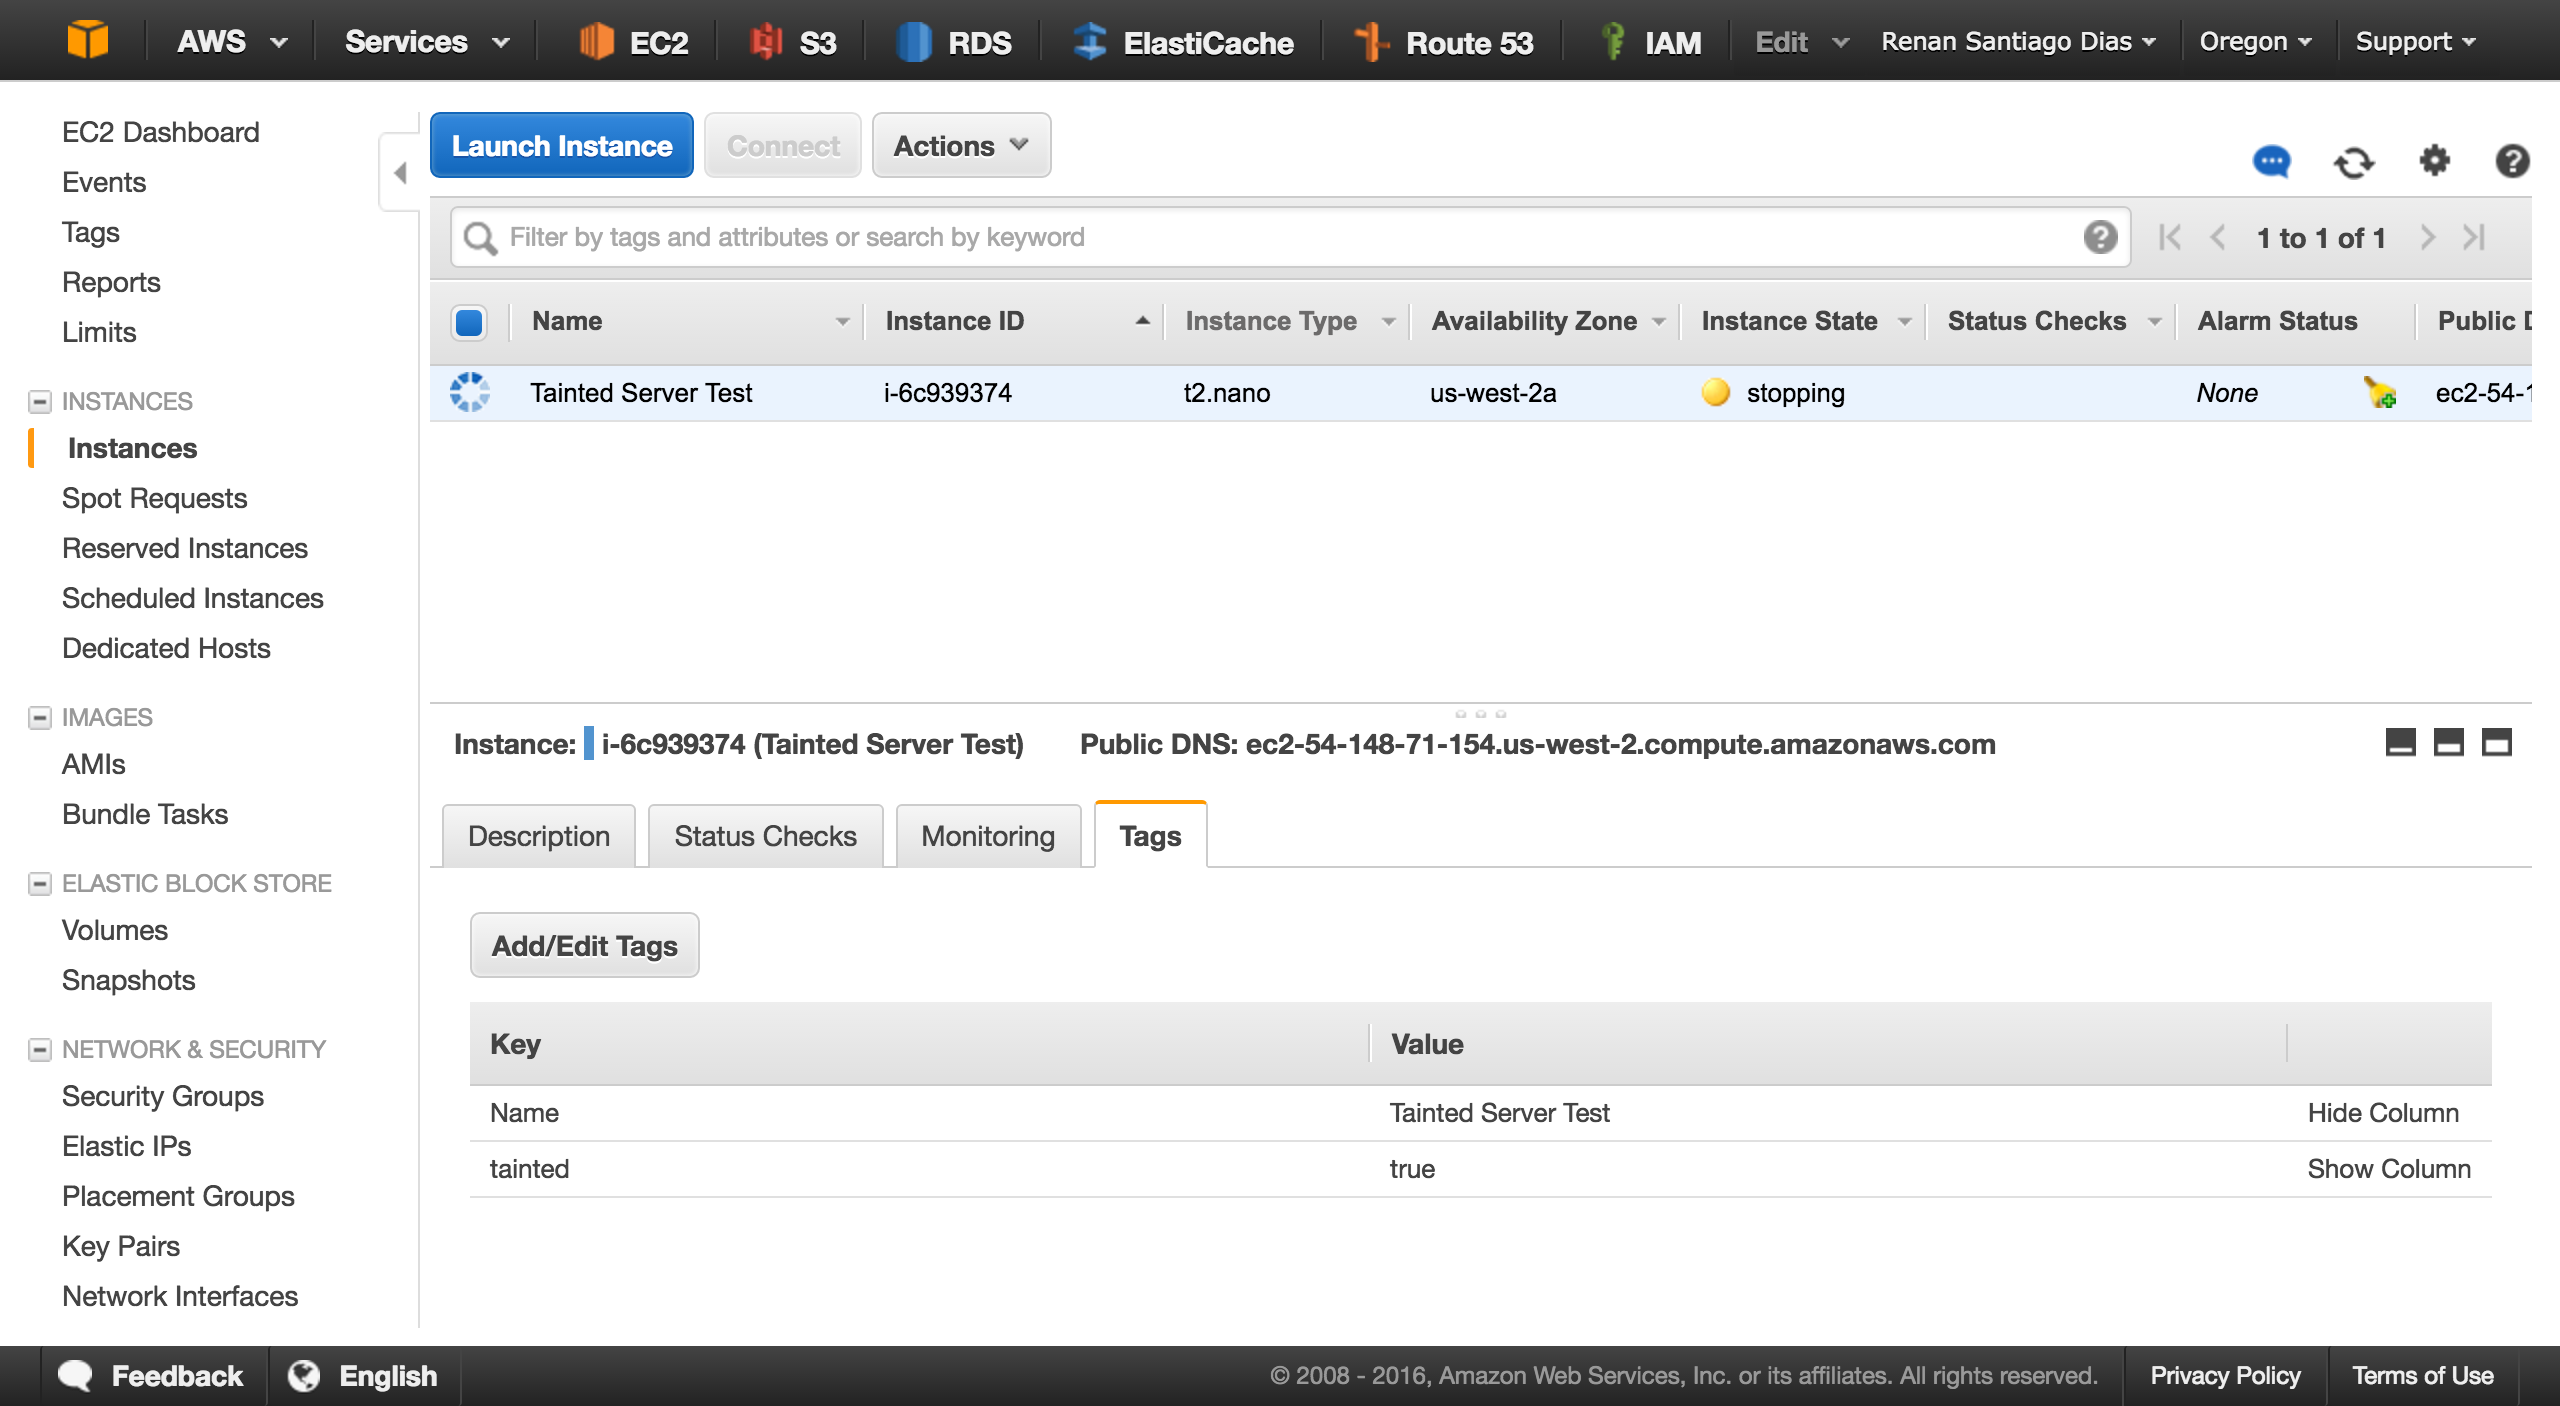 AWS Services EC2 S3 RDS ElastiCache Route 53 IAM Edit Renan Santiago Dias Oregon Support
EC2 Dashboard
Events
Tags
Reports
Limits
INSTANCES
Instances
Spot Requests
Reserved Instances
Scheduled Instances
Dedicated Hosts
IMAGES
AMIs
Bundle Tasks
ELASTIC BLOCK STORE
Volumes
Snapshots
NETWORK & SECURITY
Security Groups
Elastic IPs
Placement Groups
Key Pairs
Network Interfaces
Launch Instance Connect Actions
Filter by tags and attributes or search by keyword 1 to 1 of 1
Name Instance ID Instance Type Availability Zone Instance State Status Checks Alarm Status Public
Tainted Server Test i-6c939374 t2.nano us-west-2a stopping None ec2-54-1
Instance: i-6c939374 (Tainted Server Test) Public DNS: ec2-54-148-71-154.us-west-2.compute.amazonaws.com
Description Status Checks Monitoring Tags
Add/Edit Tags
Key Value
Name Tainted Server Test Hide Column
tainted true Show Column
Feedback English © 2008 - 2016, Amazon Web Services, Inc. or its affiliates. All rights reserved. Privacy Policy Terms of Use